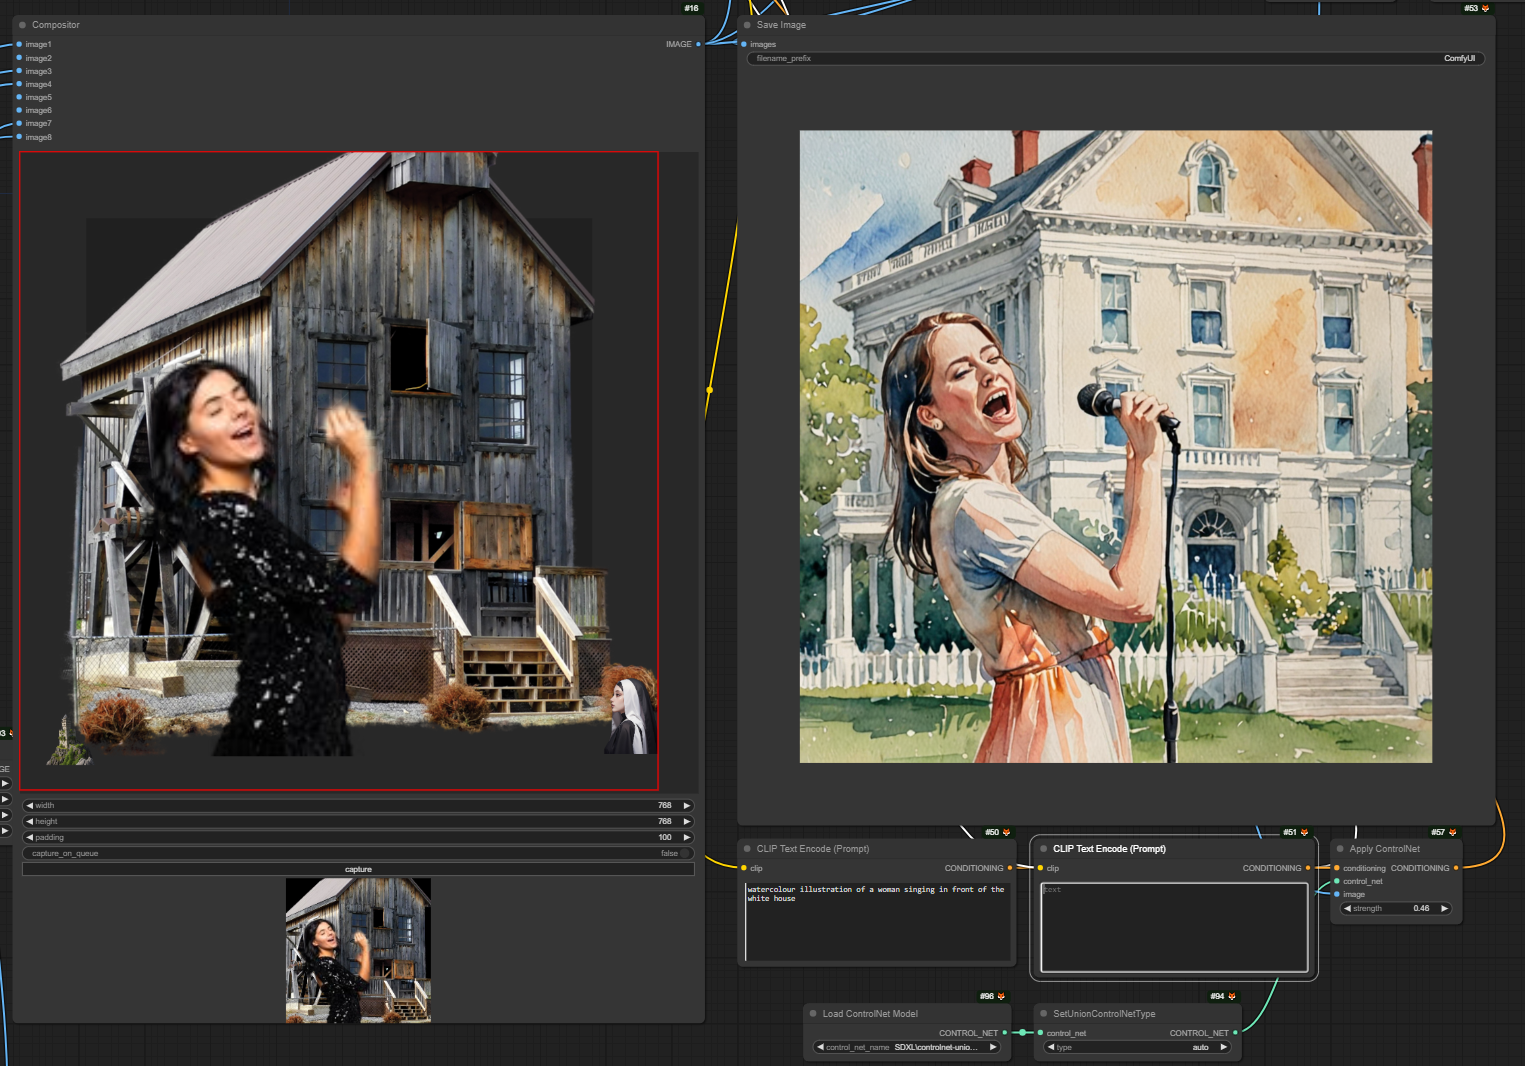 #16
Compositor
image1
IMAGE
image2
image3
image4
image5
image6
image7
image8
width 768
height 768
padding 100
capture_on_queue false
capture
#53
Save Image
images
filename_prefix ComfyUI
3
GE
#50
CLIP Text Encode (Prompt)
clip CONDITIONING
watercolour illustration of a woman singing in front of the
white house
#51
CLIP Text Encode (Prompt)
clip CONDITIONING
text
#57
Apply ControlNet
conditioning CONDITIONING
control_net
image
strength 0.46
#96
Load ControlNet Model
CONTROL_NET
control_net_name SDXL\controlnet-unio...
#94
SetUnionControlNetType
control_net CONTROL_NET
type auto